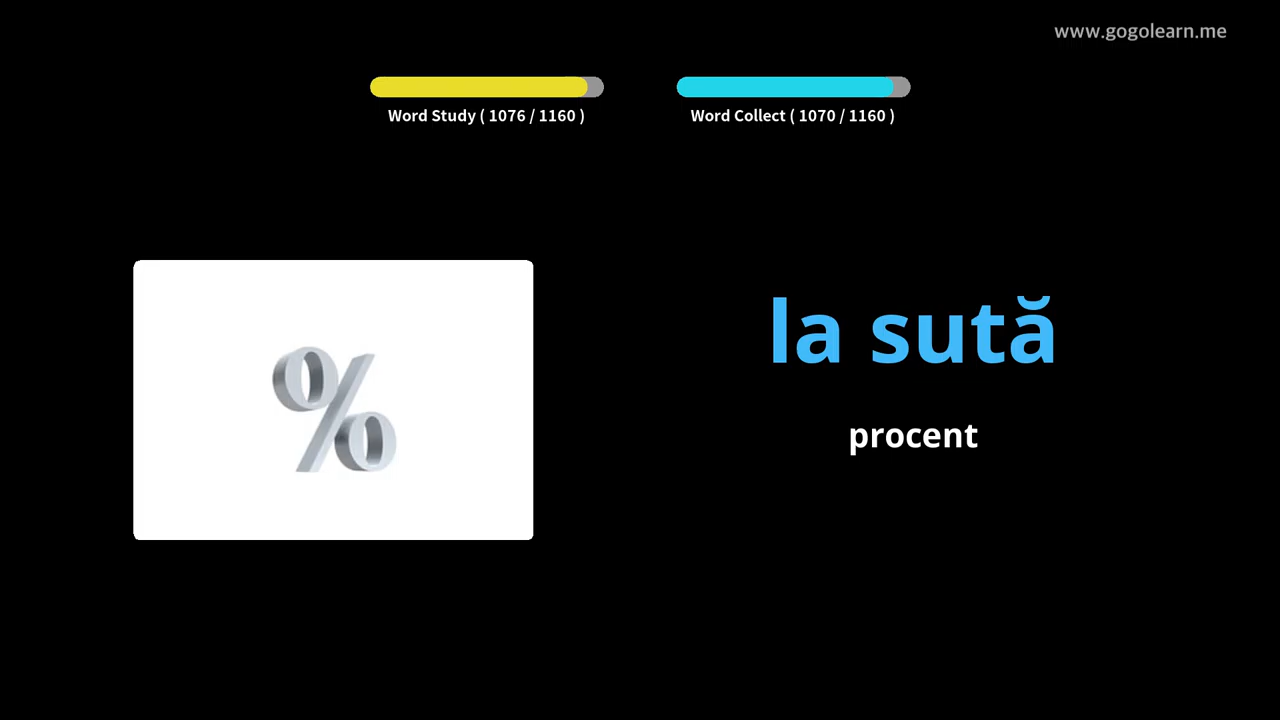 www.gogolearn.me
Word Study ( 1076 / 1160 )
Word Collect ( 1070 / 1160 )
%
la sută
procent